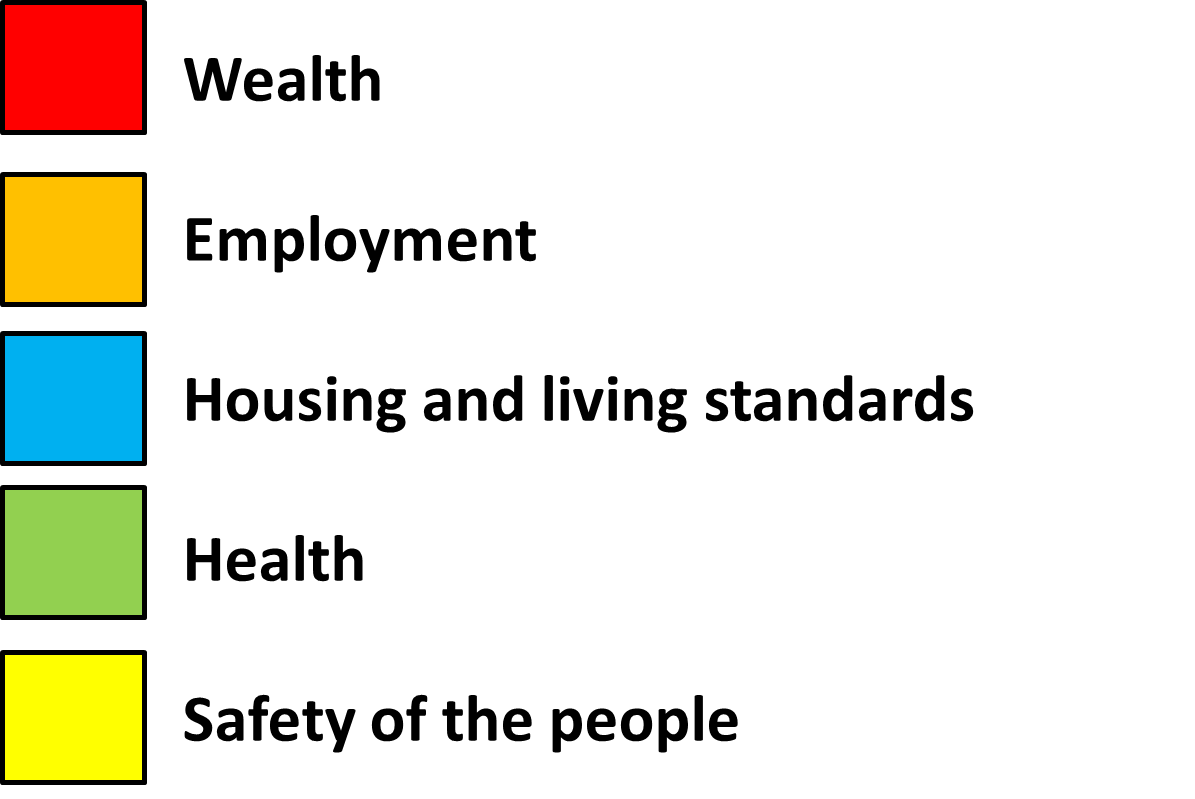 Wealth
Employment
Housing and living standards
Health
Safety of the people